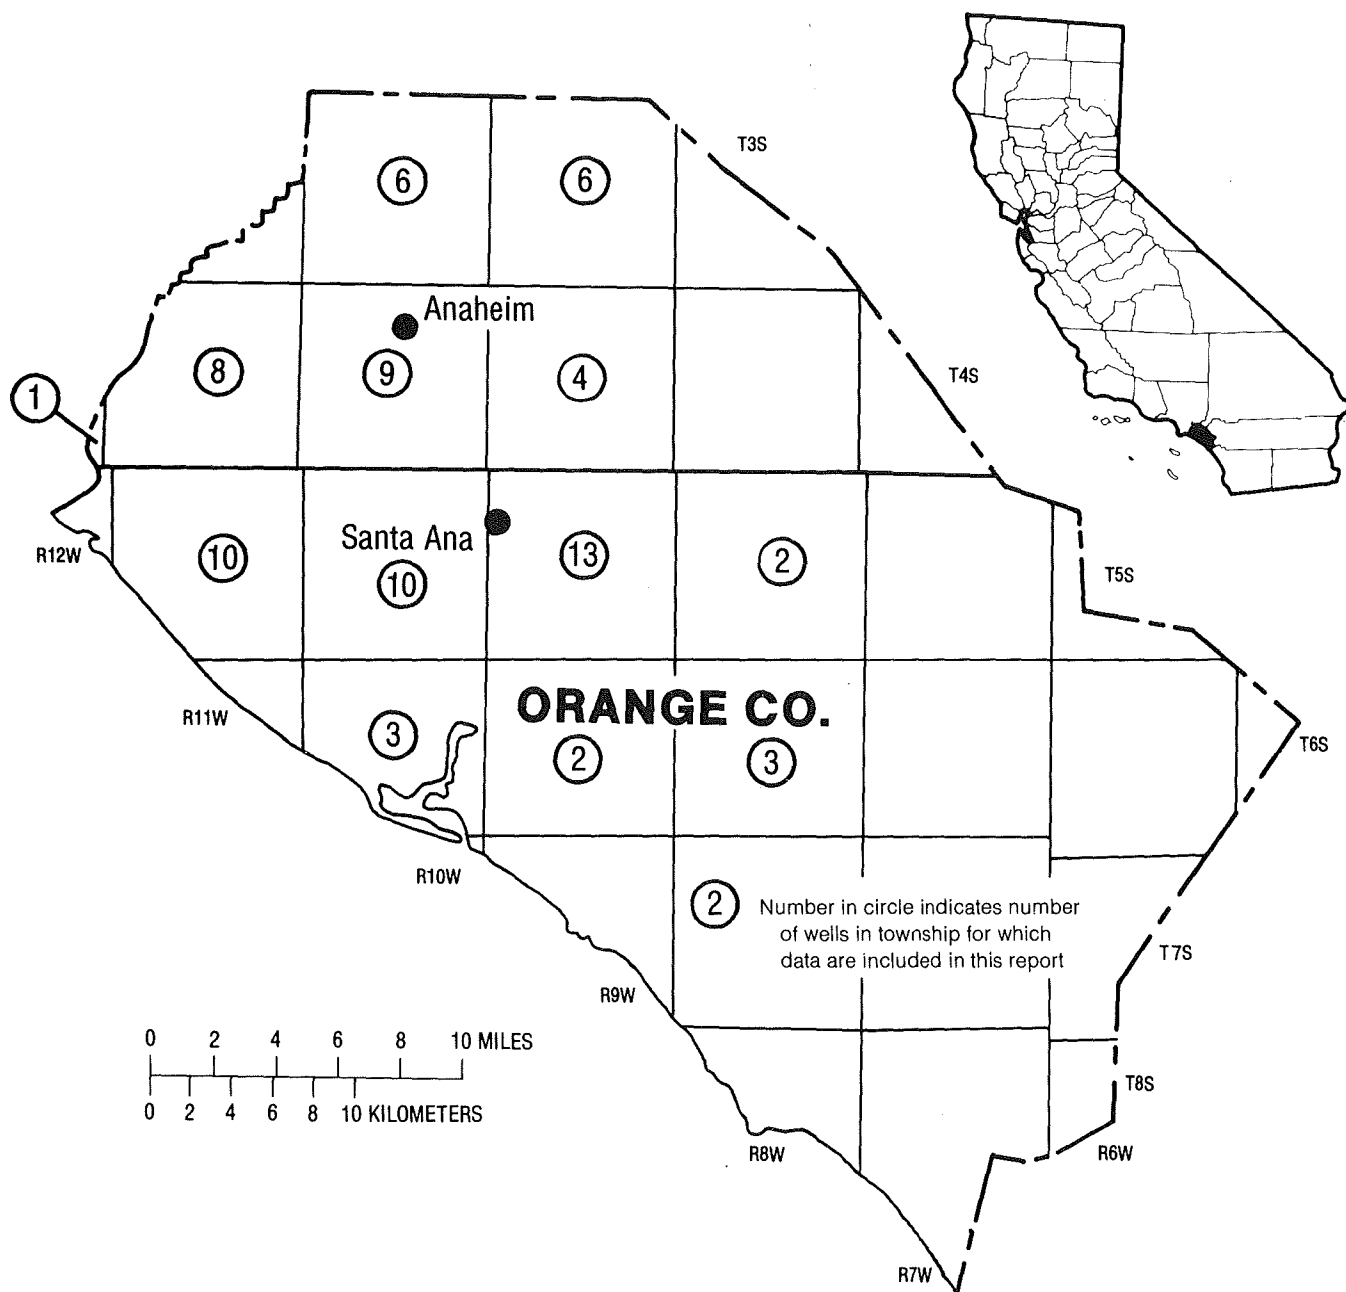 T3S
6
6
Anaheim
8
9
4
T4S
1
Santa Ana
10
10
13
2
R12W
T5S
ORANGE CO.
R11W
3
2
3
T6S
R10W
2
Number in circle indicates number
of wells in township for which
data are included in this report
T7S
R9W
0 2 4 6 8 10 MILES
0 2 4 6 8 10 KILOMETERS
T8S
R8W
R6W
R7W